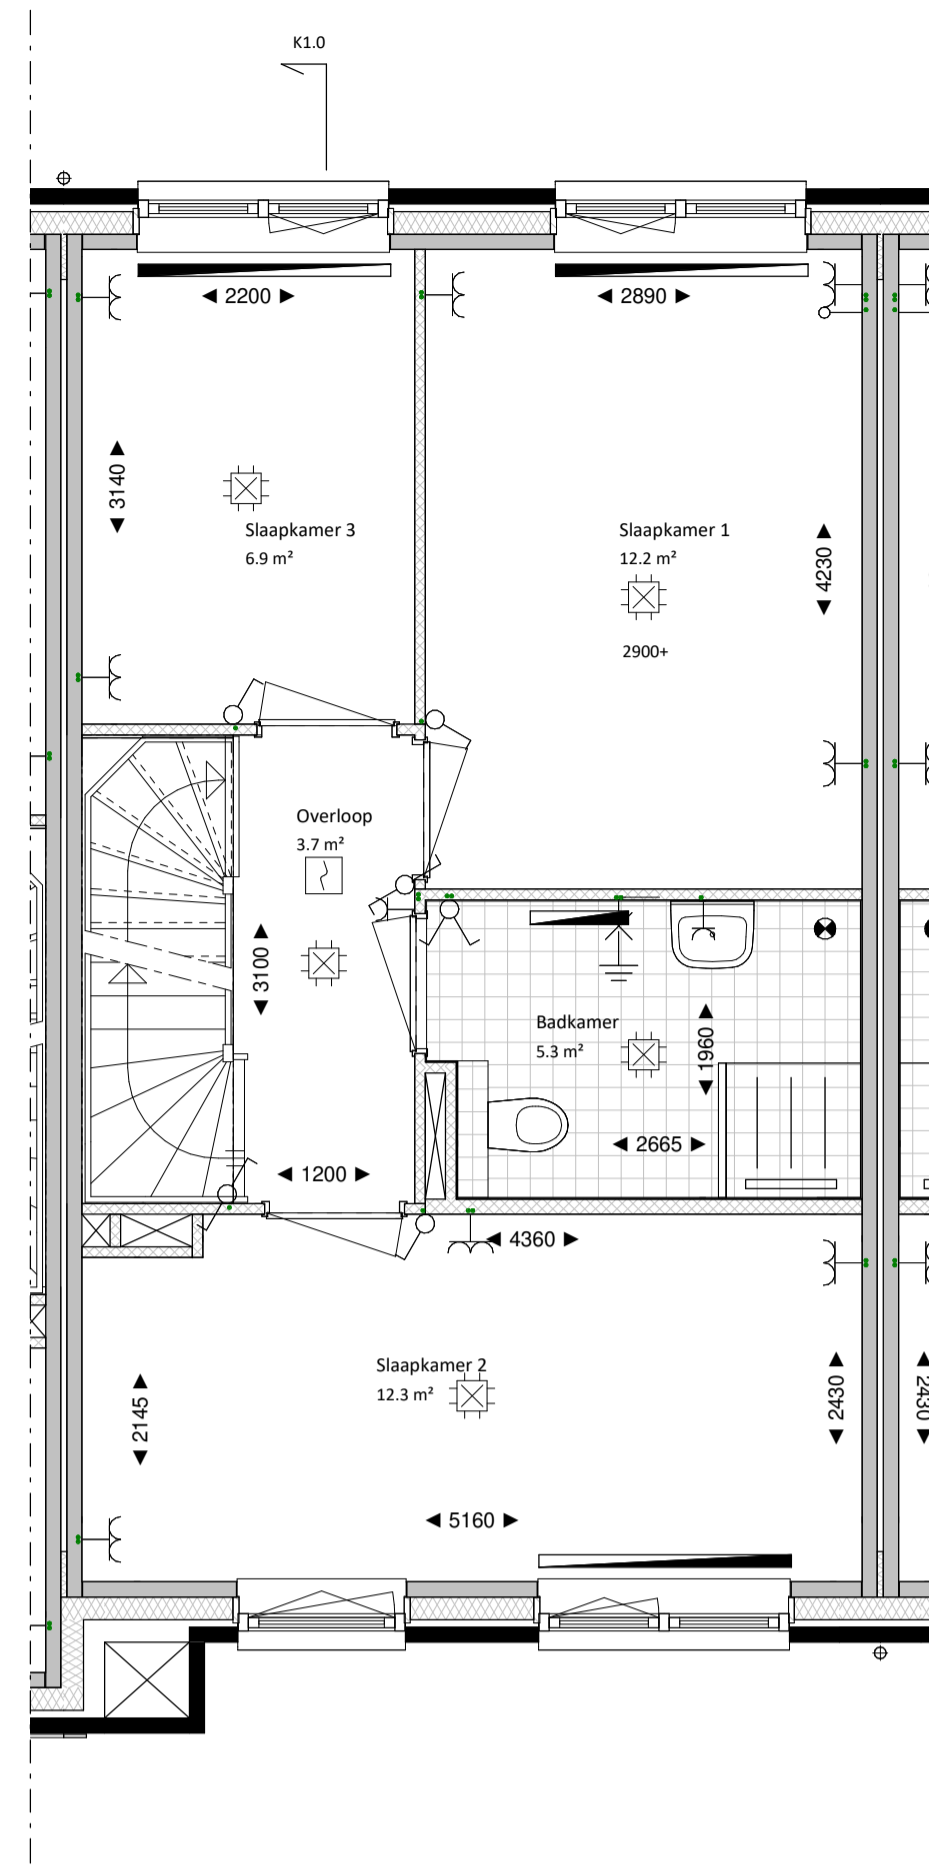 K1.0
2200
2890
3140
Slaapkamer 3
6.9 m²
Slaapkamer 1
12.2 m²
4230
2900+
Overloop
3.7 m²
3100
Badkamer
5.3 m²
1960
2665
1200
4360
Slaapkamer 2
12.3 m²
2145
2430
2430
5160